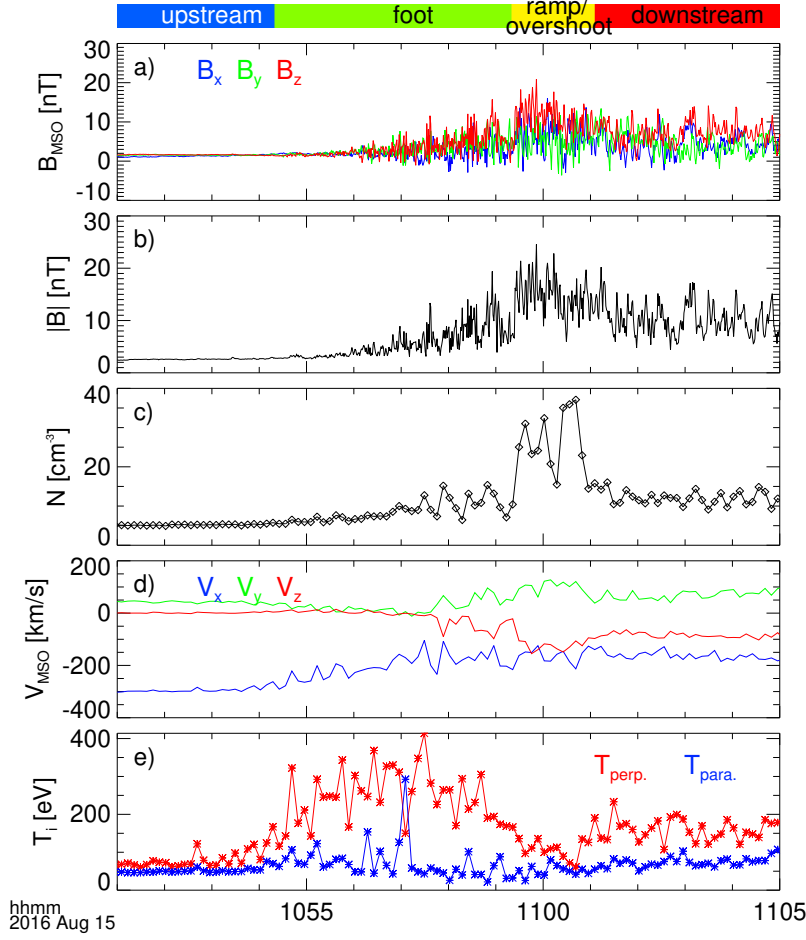 upstream foot ramp/ overshoot downstream
a) Bx By Bz
BMSO [nT]
30
20
10
0
-10
b)
|B| [nT]
30
20
10
0
c)
N [cm-3]
40
20
0
d) Vx Vy Vz
VMSO [km/s]
200
0
-200
-400
e) Tperp. Tpara.
Ti [eV]
400
200
0
hhmm
2016 Aug 15
1055 1100 1105